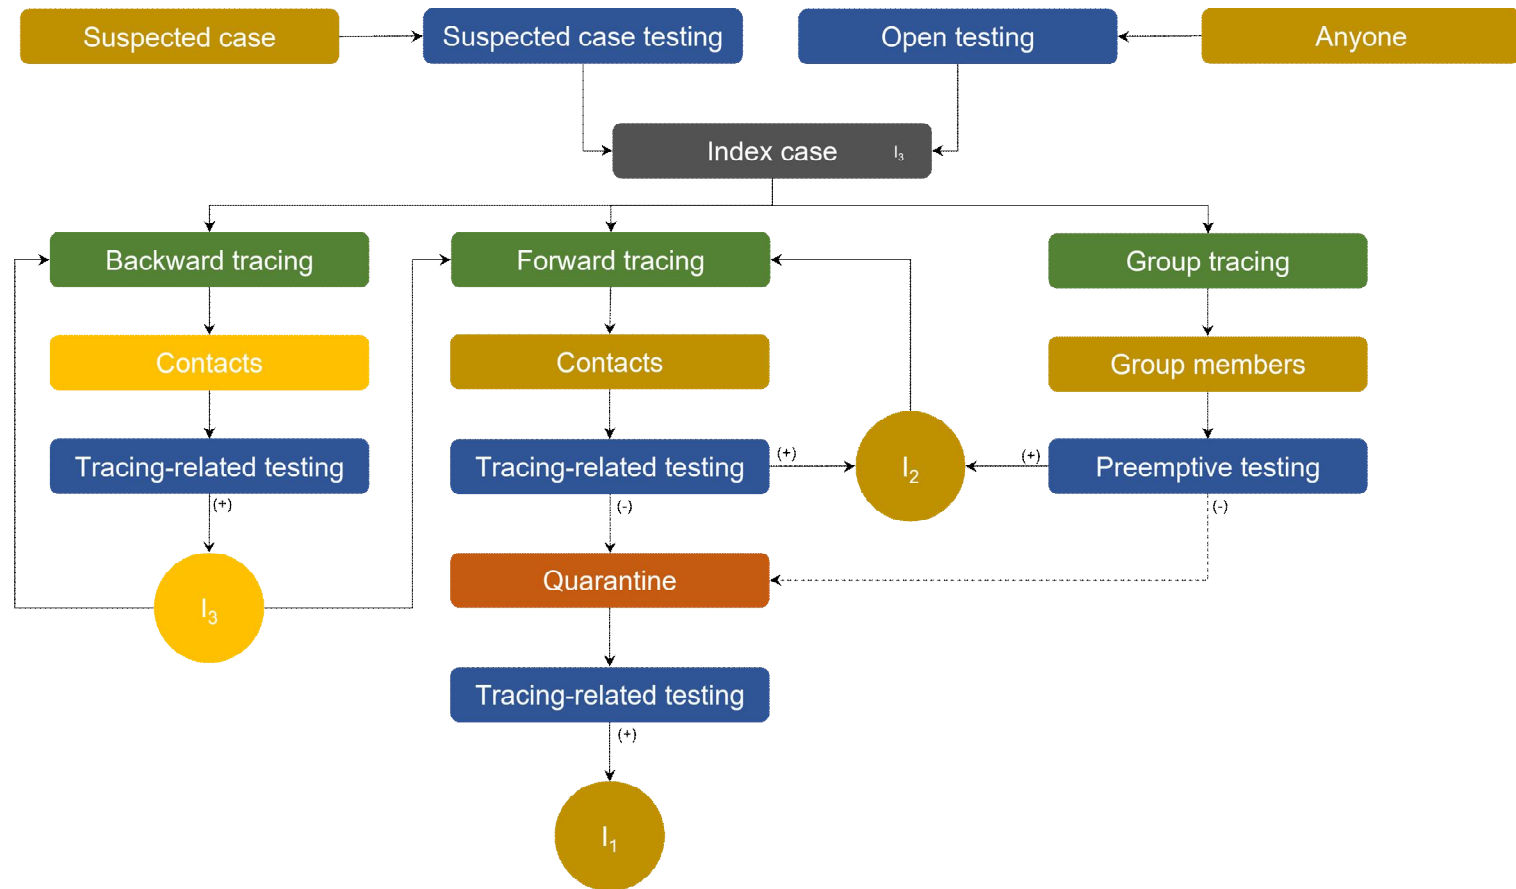 Suspected case
Suspected case testing
Open testing
Anyone
Index case I₃
Backward tracing
Forward tracing
Group tracing
Contacts
Contacts
Group members
Tracing-related testing
Tracing-related testing
(+)
I₂
(+)
Preemptive testing
(+)
(-)
(-)
Quarantine
I₃
Tracing-related testing
(+)
I₁